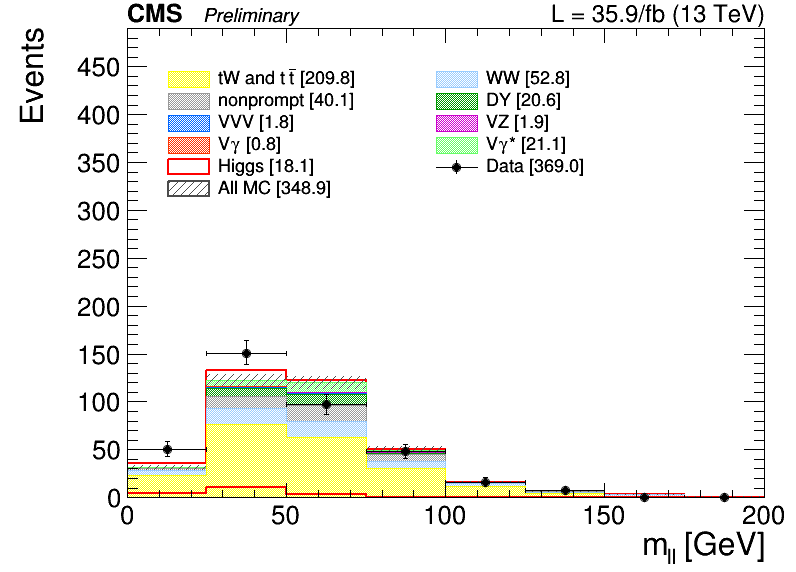 CMS Preliminary L = 35.9/fb (13 TeV)
Events
450
400
350
300
250
200
150
100
50
0
tW and t t̅ [209.8]
nonprompt [40.1]
VVV [1.8]
Vγ [0.8]
Higgs [18.1]
All MC [348.9]
WW [52.8]
DY [20.6]
VZ [1.9]
Vγ* [21.1]
Data [369.0]
0 50 100 150 200
m_ll [GeV]